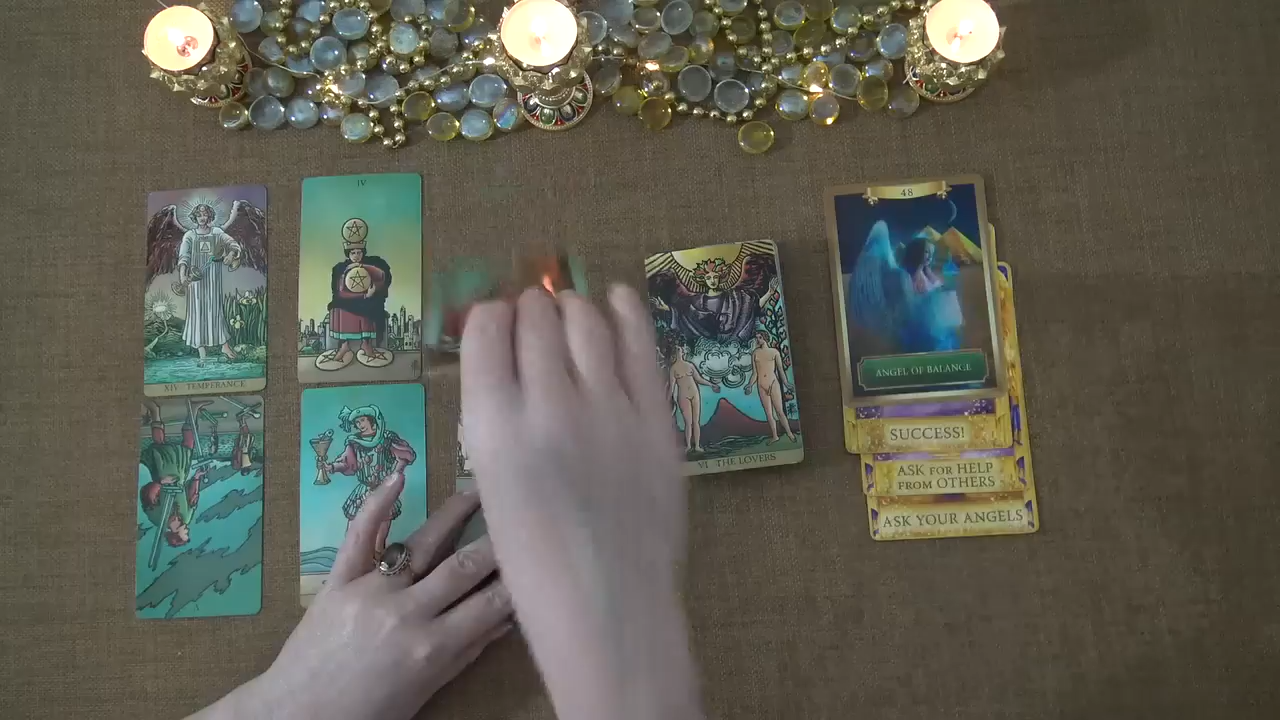 XIV TEMPERANCE
IV
V
VI THE LOVERS
48
ANGEL OF BALANCE
SUCCESS!
ASK FOR HELP
FROM OTHERS
ASK YOUR ANGELS